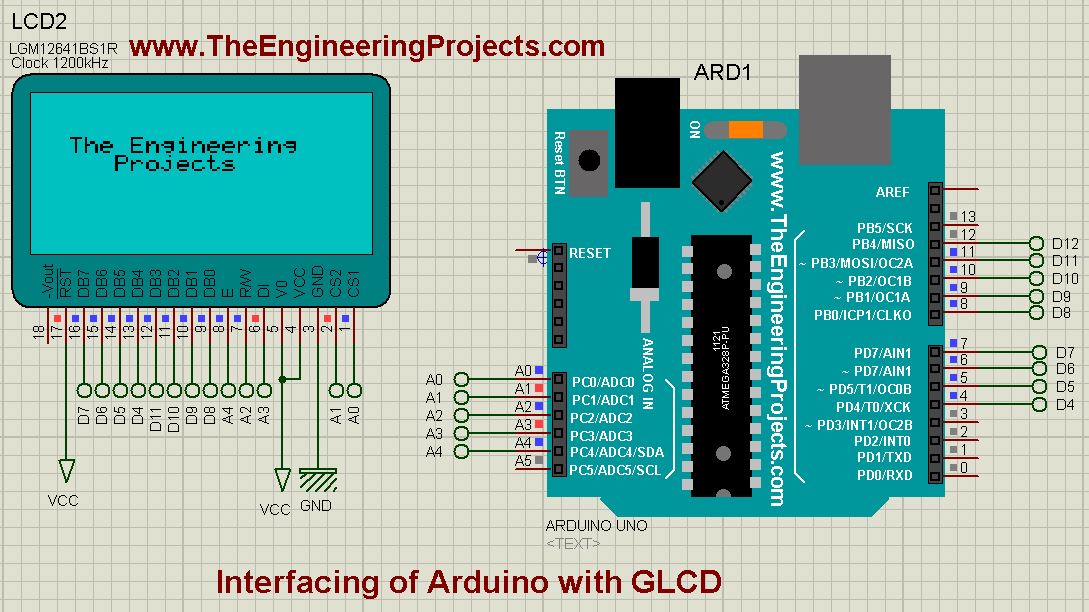 LCD2
LGM12641BS1R
Clock 1200kHz
www.TheEngineeringProjects.com
The Engineering
Projects
-Vout
RST
DB7
DB6
DB5
DB4
DB3
DB2
DB1
DB0
E
R/W
DI
V0
VCC
GND
CS2
CS1
18
17
16
15
14
13
12
11
10
9
8
7
6
5
4
3
2
1
D7
D6
D5
D4
D11
D10
D9
D8
A4
A2
A3
A1
A0
VCC
VCC
GND
ARD1
Reset BTN
ON
www.TheEngineeringProjects.com
RESET
ANALOG IN
1121
ATMEGA328P-PU
A0
A1
A2
A3
A4
A0
A1
A2
A3
A4
A5
PC0/ADC0
PC1/ADC1
PC2/ADC2
PC3/ADC3
PC4/ADC4/SDA
PC5/ADC5/SCL
AREF
PB5/SCK
PB4/MISO
~ PB3/MOSI/OC2A
~ PB2/OC1B
~ PB1/OC1A
PB0/ICP1/CLKO
13
12
11
10
9
8
D12
D11
D10
D9
D8
PD7/AIN1
~ PD7/AIN1
~ PD5/T1/OC0B
PD4/T0/XCK
~ PD3/INT1/OC2B
PD2/INT0
PD1/TXD
PD0/RXD
7
6
5
4
3
2
1
0
D7
D6
D5
D4
ARDUINO UNO
<TEXT>
Interfacing of Arduino with GLCD